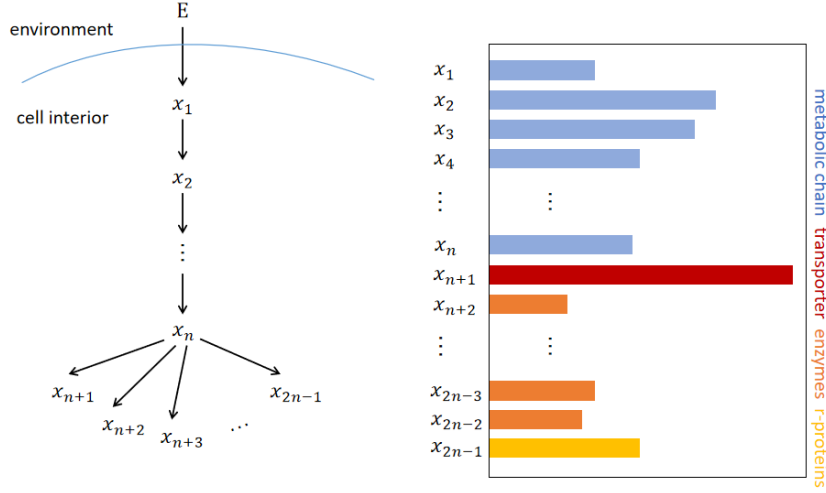 E
environment
x₁
cell interior
x₂
⋮
xₙ
xₙ₊₁
xₙ₊₂
xₙ₊₃
...
x₂ₙ₋₁
x₁
x₂
x₃
x₄
⋮ ⋮
xₙ
xₙ₊₁
xₙ₊₂
⋮ ⋮
x₂ₙ₋₃
x₂ₙ₋₂
x₂ₙ₋₁
metabolic chain
transporter
enzymes
r-proteins